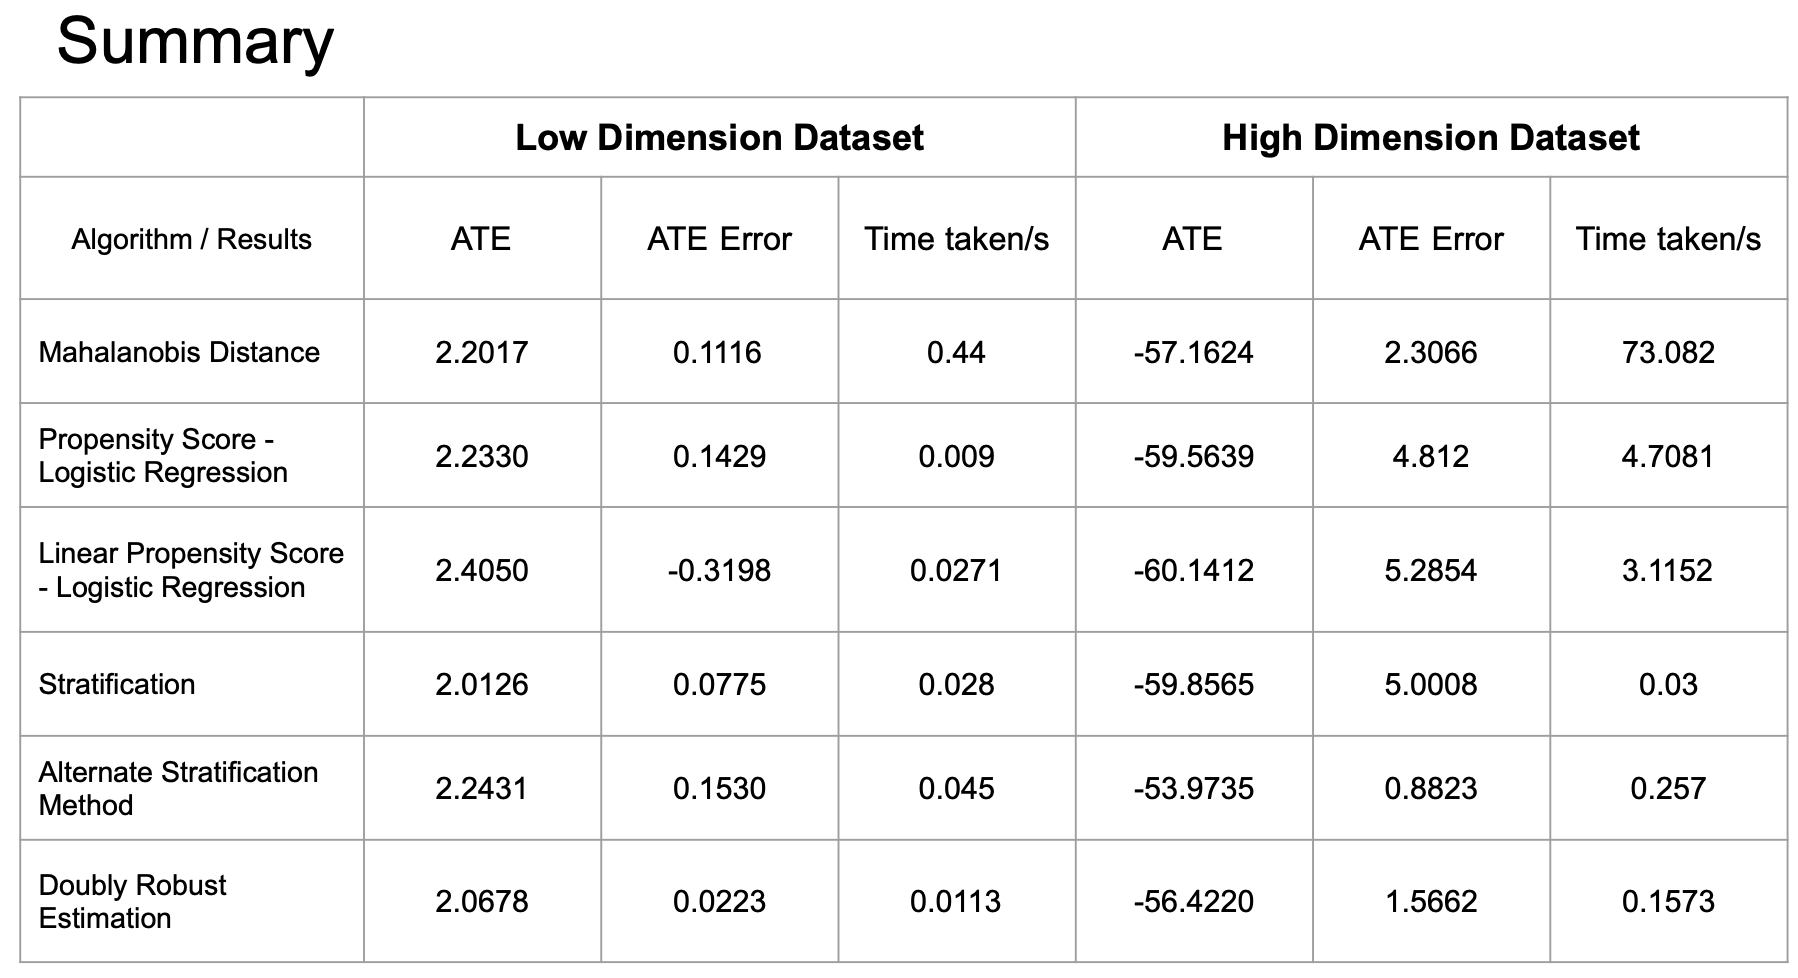 Summary
Low Dimension Dataset High Dimension Dataset
Algorithm / Results ATE ATE Error Time taken/s ATE ATE Error Time taken/s
Mahalanobis Distance 2.2017 0.1116 0.44 -57.1624 2.3066 73.082
Propensity Score -
Logistic Regression 2.2330 0.1429 0.009 -59.5639 4.812 4.7081
Linear Propensity Score
- Logistic Regression 2.4050 -0.3198 0.0271 -60.1412 5.2854 3.1152
Stratification 2.0126 0.0775 0.028 -59.8565 5.0008 0.03
Alternate Stratification
Method 2.2431 0.1530 0.045 -53.9735 0.8823 0.257
Doubly Robust
Estimation 2.0678 0.0223 0.0113 -56.4220 1.5662 0.1573